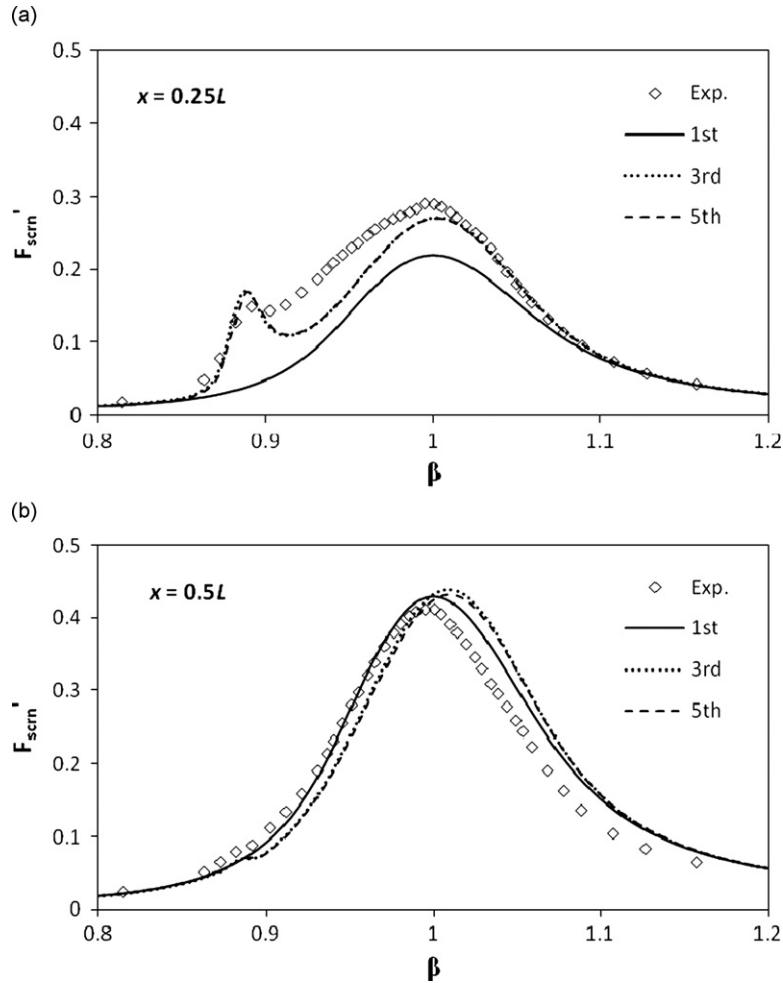 (a)
0.5
0.4
0.3
0.2
0.1
0
F_scrn'
x = 0.25L
Exp.
1st
3rd
5th
0.8 0.9 1 1.1 1.2
β
(b)
0.5
0.4
0.3
0.2
0.1
0
F_scrn'
x = 0.5L
Exp.
1st
3rd
5th
0.8 0.9 1 1.1 1.2
β